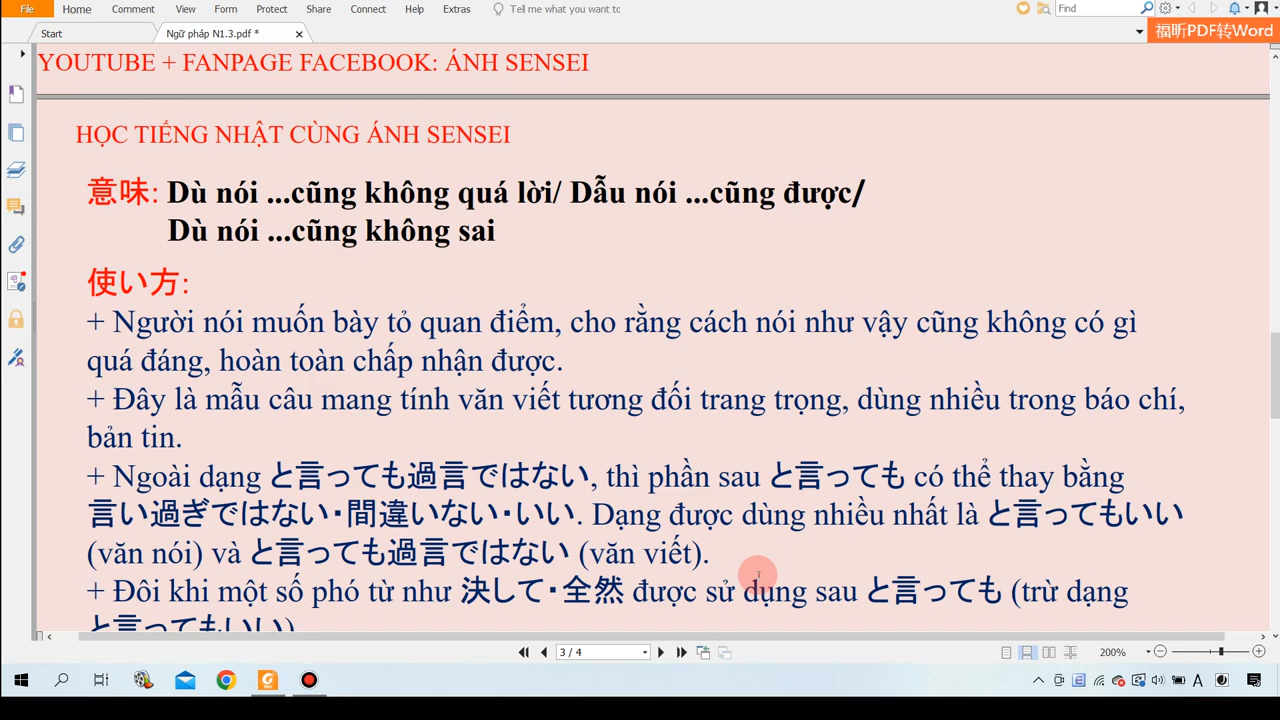 File Home Comment View Form Protect Share Connect Help Extras Tell me what you want to Find
Start Ngữ pháp N1.3.pdf * 福昕PDF转Word
YOUTUBE + FANPAGE FACEBOOK: ÁNH SENSEI
HỌC TIẾNG NHẬT CÙNG ÁNH SENSEI
意味: Dù nói ...cũng không quá lời/ Dẫu nói ...cũng được/
Dù nói ...cũng không sai
使い方:
+ Người nói muốn bày tỏ quan điểm, cho rằng cách nói như vậy cũng không có gì
quá đáng, hoàn toàn chấp nhận được.
+ Đây là mẫu câu mang tính văn viết tương đối trang trọng, dùng nhiều trong báo chí,
bản tin.
+ Ngoài dạng と言っても過言ではない, thì phần sau と言っても có thể thay bằng
言い過ぎではない・間違いない・いい. Dạng được dùng nhiều nhất là と言ってもいい
(văn nói) và と言っても過言ではない (văn viết).
+ Đôi khi một số phó từ như 決して・全然 được sử dụng sau と言っても (trừ dạng
と言ってもいい)
3 / 4 200%